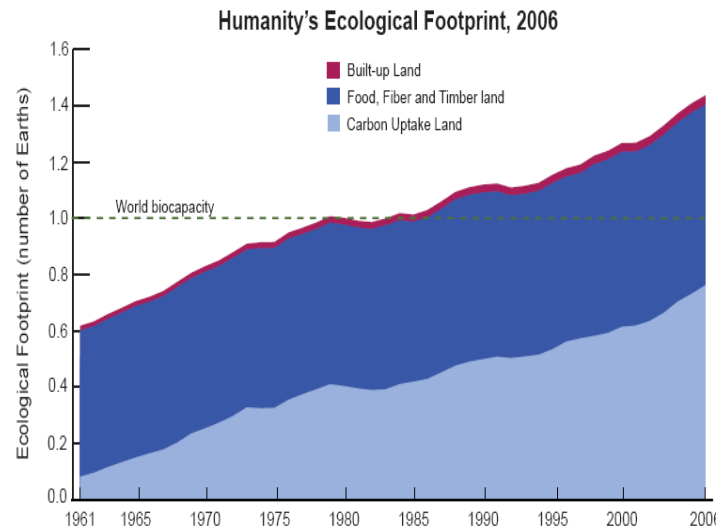 Humanity's Ecological Footprint, 2006
Ecological Footprint (number of Earths)
1.6
1.4
1.2
1.0
0.8
0.6
0.4
0.2
0.0
Built-up Land
Food, Fiber and Timber land
Carbon Uptake Land
World biocapacity
1961 1965 1970 1975 1980 1985 1990 1995 2000 2006